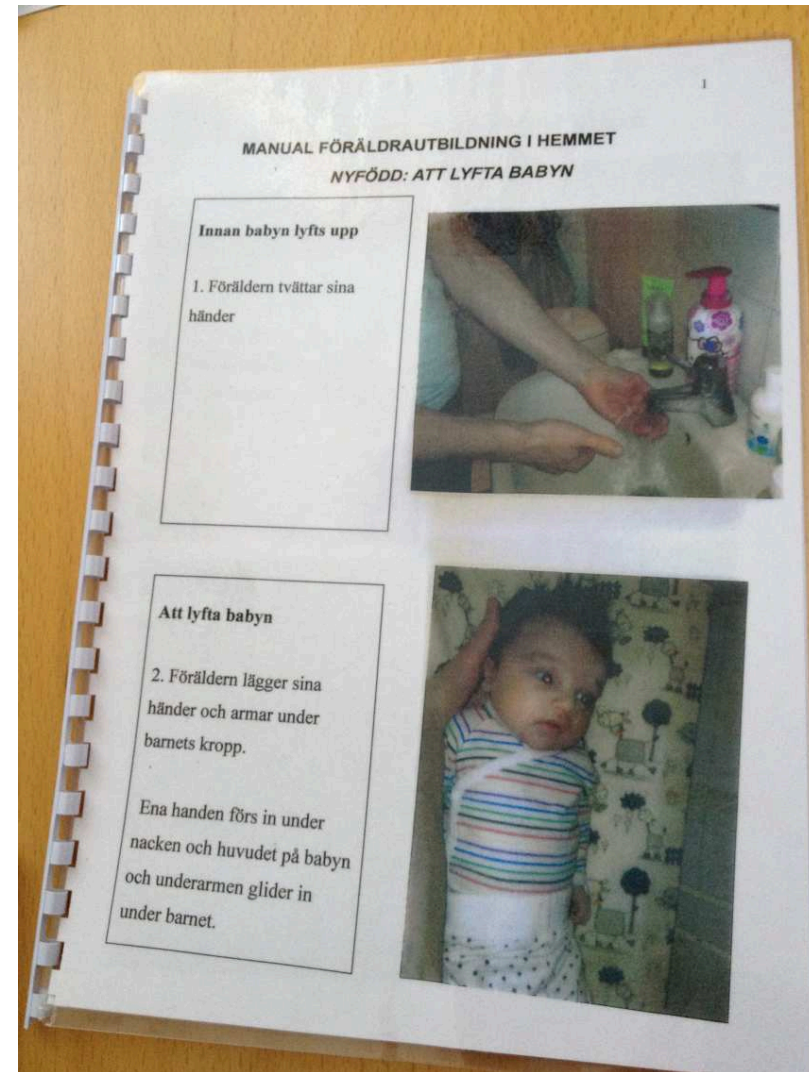 1
MANUAL FÖRÄLDRAUTBILDNING I HEMMET
NYFÖDD: ATT LYFTA BABYN
Innan babyn lyfts upp
1. Föräldern tvättar sina
händer
Att lyfta babyn
2. Föräldern lägger sina
händer och armar under
barnets kropp.
Ena handen förs in under
nacken och huvudet på babyn
och underarmen glider in
under barnet.